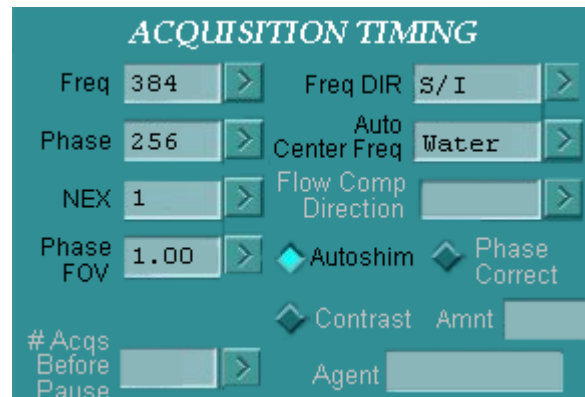 ACQUISITION TIMING
Freq 384 > Freq DIR S/I >
Phase 256 > Auto Center Freq Water >
NEX 1 > Flow Comp Direction >
Phase FOV 1.00 > Autoshim Phase Correct
Contrast Amnt
# Acqs Before Pause > Agent